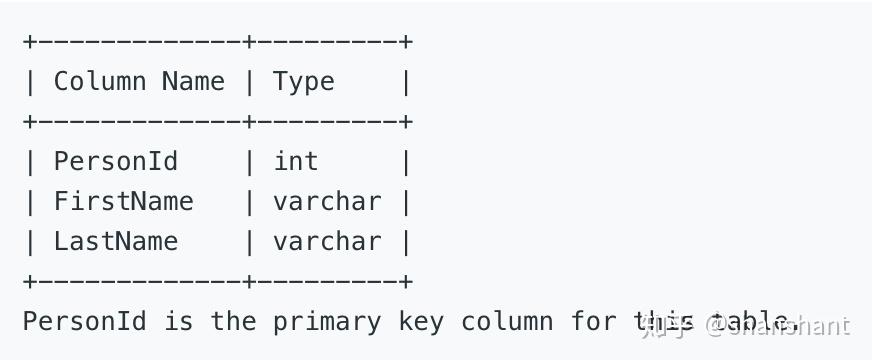 +-------------+---------+
| Column Name | Type    |
+-------------+---------+
| PersonId    | int     |
| FirstName   | varchar |
| LastName    | varchar |
+-------------+---------+
PersonId is the primary key column for this table.
知乎 @shanshant